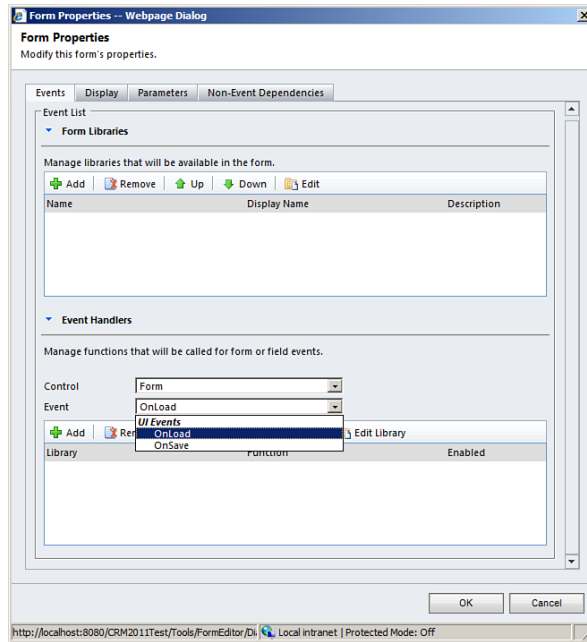 Form Properties -- Webpage Dialog
Form Properties
Modify this form's properties.
Events Display Parameters Non-Event Dependencies
Event List
Form Libraries
Manage libraries that will be available in the form.
Add Remove Up Down Edit
Name Display Name Description
Event Handlers
Manage functions that will be called for form or field events.
Control Form
Event OnLoad
UI Events
Add OnLoad Edit Library
OnSave
Library Function Enabled
OK Cancel
http://localhost:8080/CRM2011Test/Tools/FormEditor/Di Local intranet | Protected Mode: Off